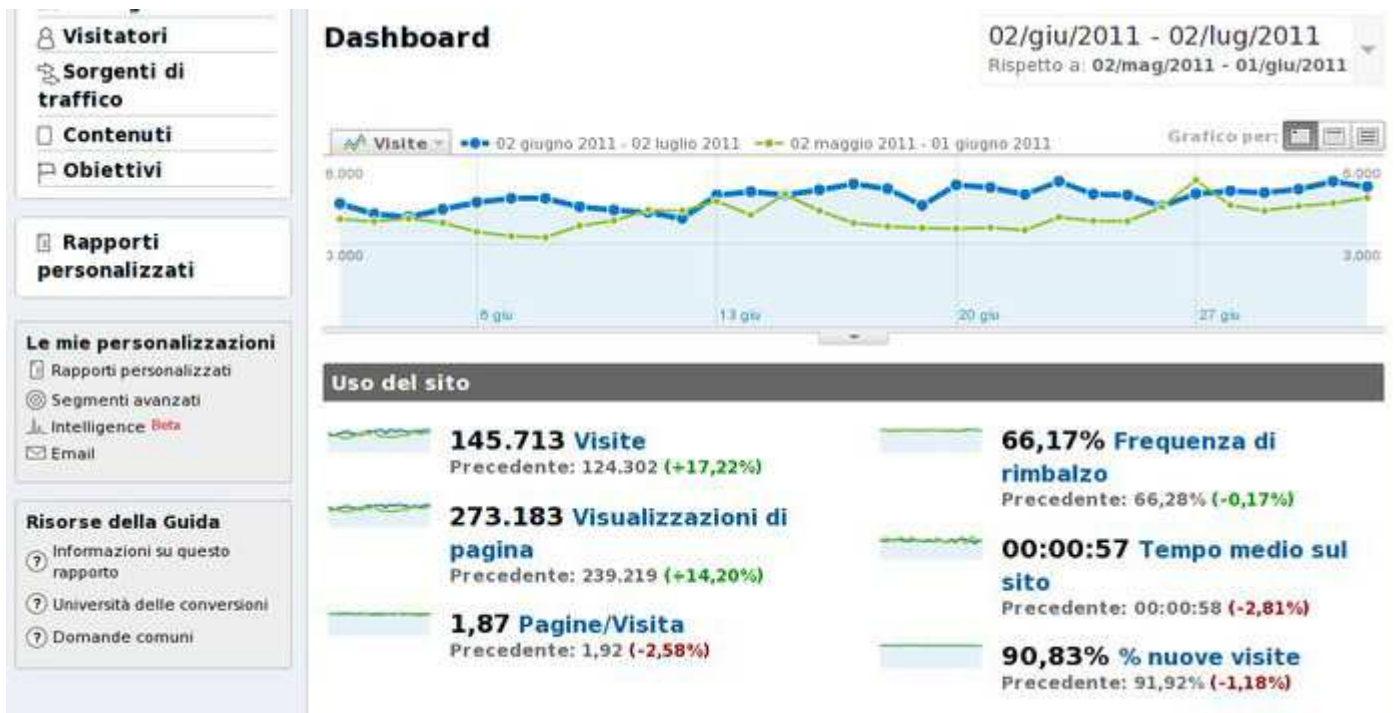 Visitatori
Sorgenti di
traffico
Contenuti
Obiettivi
Rapporti
personalizzati
Le mie personalizzazioni
Rapporti personalizzati
Segmenti avanzati
Intelligence Beta
Email
Risorse della Guida
Informazioni su questo
rapporto
Università delle conversioni
Domande comuni
Dashboard
02/giu/2011 - 02/lug/2011
Rispetto a: 02/mag/2011 - 01/giu/2011
Visite 02 giugno 2011 - 02 luglio 2011 02 maggio 2011 - 01 giugno 2011
Grafico per:
6.000 6.000
3.000 3.000
6 giu 13 giu 20 giu 27 giu
Uso del sito
145.713 Visite
Precedente: 124.302 (+17,22%)
273.183 Visualizzazioni di
pagina
Precedente: 239.219 (+14,20%)
1,87 Pagine/Visita
Precedente: 1,92 (-2,58%)
66,17% Frequenza di
rimbalzo
Precedente: 66,28% (-0,17%)
00:00:57 Tempo medio sul
sito
Precedente: 00:00:58 (-2,81%)
90,83% % nuove visite
Precedente: 91,92% (-1,18%)